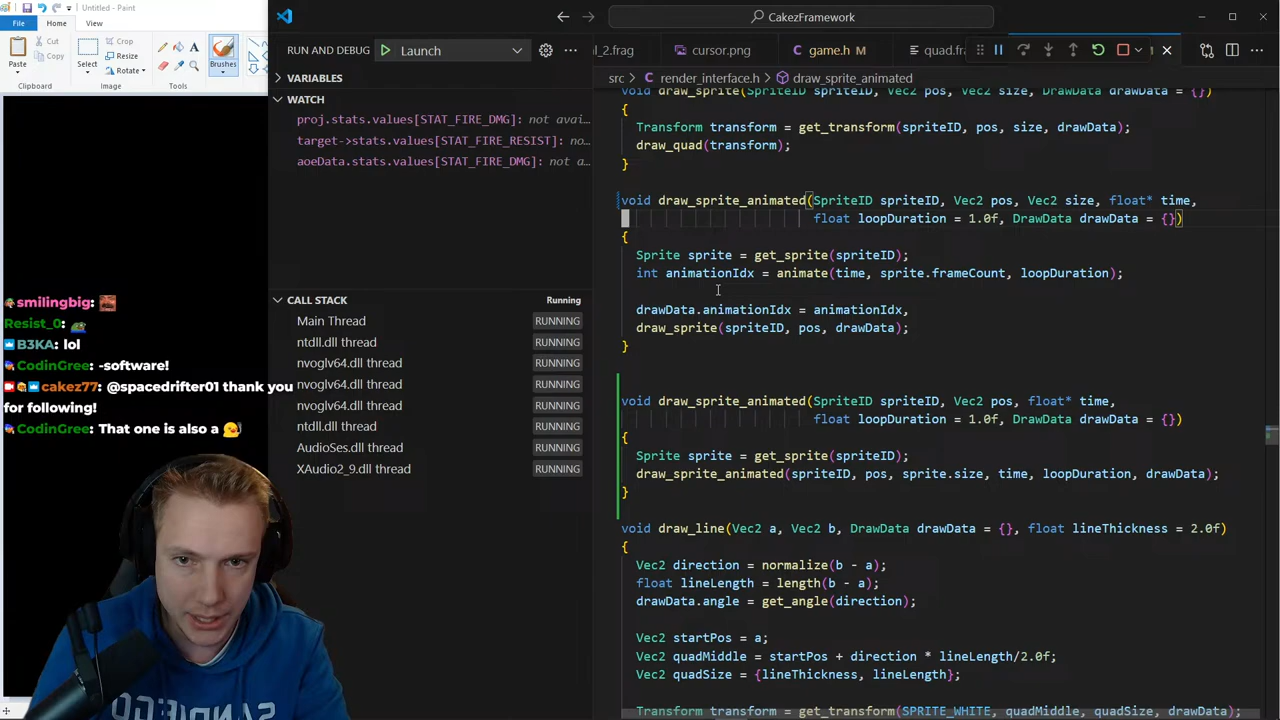 Untitled - Paint
File Home View
Paste Cut Copy
Select Crop Resize Rotate
Brushes
Clipboard Image Tools
CakezFramework
RUN AND DEBUG Launch
VARIABLES
WATCH
proj.stats.values[STAT_FIRE_DMG]: not avai…
target->stats.values[STAT_FIRE_RESIST]: no…
aoeData.stats.values[STAT_FIRE_DMG]: not a…
CALL STACK Running
Main Thread RUNNING
ntdll.dll thread RUNNING
nvoglv64.dll thread RUNNING
nvoglv64.dll thread RUNNING
nvoglv64.dll thread RUNNING
ntdll.dll thread RUNNING
AudioSes.dll thread RUNNING
XAudio2_9.dll thread RUNNING
smilingbig:
Resist_0:
B3KA: lol
CodinGree: -software!
cakez77: @spacedrifter01 thank you
for following!
CodinGree: That one is also a
l_2.frag cursor.png game.h M quad.fra
src > render_interface.h > draw_sprite_animated
void draw_sprite(SpriteID spriteID, Vec2 pos, Vec2 size, DrawData drawData = {})
{
Transform transform = get_transform(spriteID, pos, size, drawData);
draw_quad(transform);
}
void draw_sprite_animated(SpriteID spriteID, Vec2 pos, Vec2 size, float* time,
float loopDuration = 1.0f, DrawData drawData = {})
{
Sprite sprite = get_sprite(spriteID);
int animationIdx = animate(time, sprite.frameCount, loopDuration);
drawData.animationIdx = animationIdx,
draw_sprite(spriteID, pos, drawData);
}
void draw_sprite_animated(SpriteID spriteID, Vec2 pos, float* time,
float loopDuration = 1.0f, DrawData drawData = {})
{
Sprite sprite = get_sprite(spriteID);
draw_sprite_animated(spriteID, pos, sprite.size, time, loopDuration, drawData);
}
void draw_line(Vec2 a, Vec2 b, DrawData drawData = {}, float lineThickness = 2.0f)
{
Vec2 direction = normalize(b - a);
float lineLength = length(b - a);
drawData.angle = get_angle(direction);
Vec2 startPos = a;
Vec2 quadMiddle = startPos + direction * lineLength/2.0f;
Vec2 quadSize = {lineThickness, lineLength};
Transform transform = get_transform(SPRITE_WHITE, quadMiddle, quadSize, drawData);